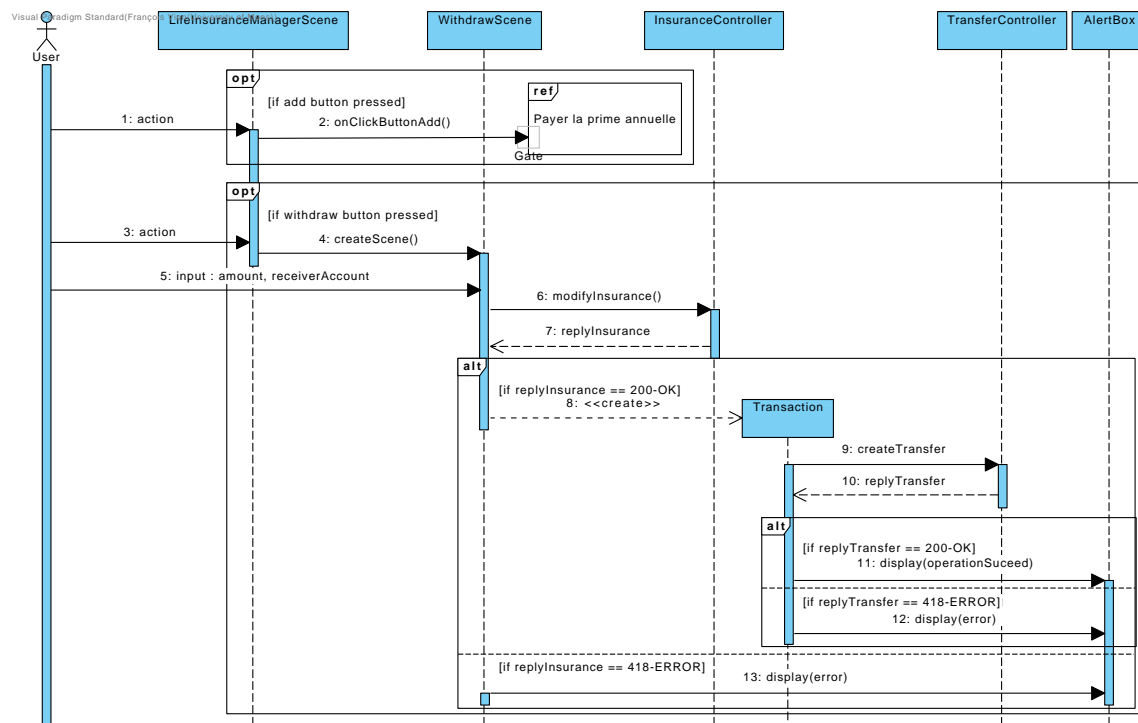 Visual Paradigm Standard(François
User
LifeInsuranceManagerScene
WithdrawScene
InsuranceController
TransferController
AlertBox
opt
[if add button pressed]
ref
Payer la prime annuelle
1: action
2: onClickButtonAdd()
Gate
opt
[if withdraw button pressed]
3: action
4: createScene()
5: input : amount, receiverAccount
6: modifyInsurance()
7: replyInsurance
alt
[if replyInsurance == 200-OK]
8: <<create>>
Transaction
9: createTransfer
10: replyTransfer
alt
[if replyTransfer == 200-OK]
11: display(operationSuceed)
[if replyTransfer == 418-ERROR]
12: display(error)
[if replyInsurance == 418-ERROR]
13: display(error)